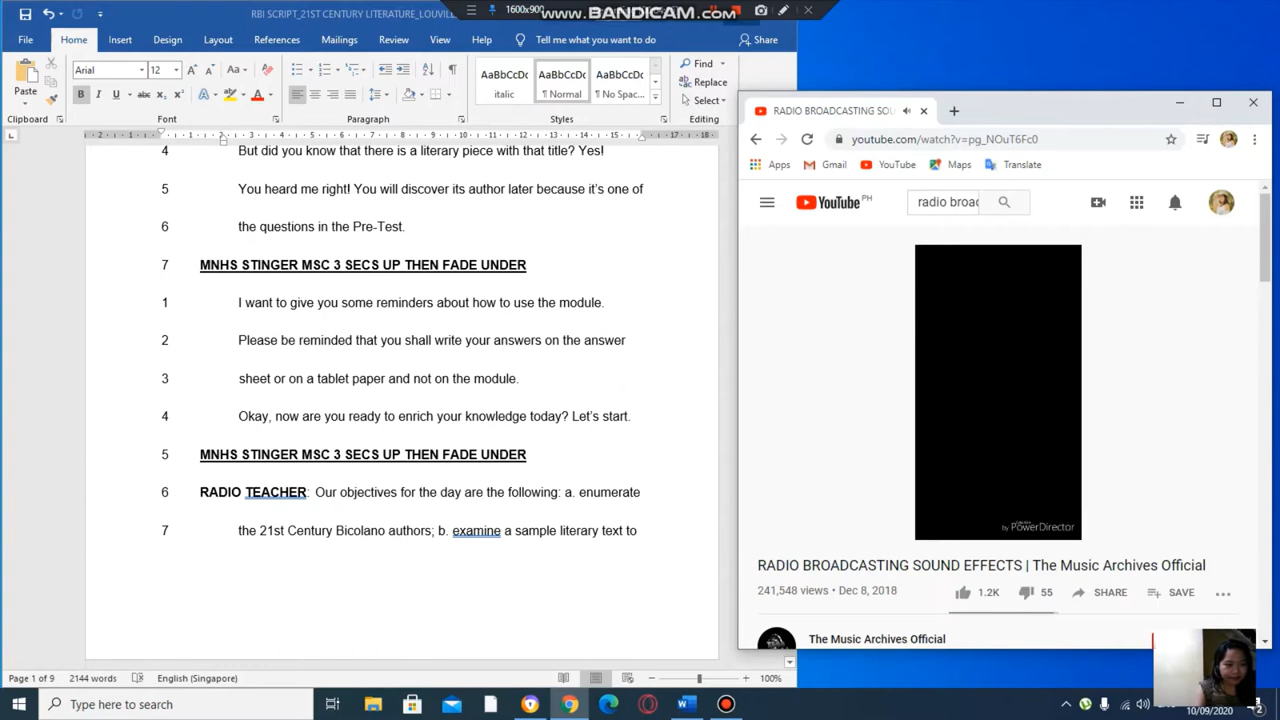 RBI SCRIPT_21ST CENTURY LITERATURE_LOUVILL
1600x900
www.BANDICAM.com
File Home Insert Design Layout References Mailings Review View Help Tell me what you want to do Share
Paste
Arial 12
AaBbCcDc AaBbCcDc AaBbCcDc
italic ¶ Normal ¶ No Spac...
Find
Replace
Select
Clipboard Font Paragraph Styles Editing
4 But did you know that there is a literary piece with that title? Yes!
5 You heard me right! You will discover its author later because it's one of
6 the questions in the Pre-Test.
7 MNHS STINGER MSC 3 SECS UP THEN FADE UNDER
1 I want to give you some reminders about how to use the module.
2 Please be reminded that you shall write your answers on the answer
3 sheet or on a tablet paper and not on the module.
4 Okay, now are you ready to enrich your knowledge today? Let's start.
5 MNHS STINGER MSC 3 SECS UP THEN FADE UNDER
6 RADIO TEACHER: Our objectives for the day are the following: a. enumerate
7 the 21st Century Bicolano authors; b. examine a sample literary text to
Page 1 of 9 2144 words English (Singapore) 100%
RADIO BROADCASTING SOU
youtube.com/watch?v=pg_NOuT6Fc0
Apps Gmail YouTube Maps Translate
YouTube PH
radio broad
by PowerDirector
RADIO BROADCASTING SOUND EFFECTS | The Music Archives Official
241,548 views • Dec 8, 2018
1.2K 55 SHARE SAVE
The Music Archives Official
Type here to search
10/09/2020